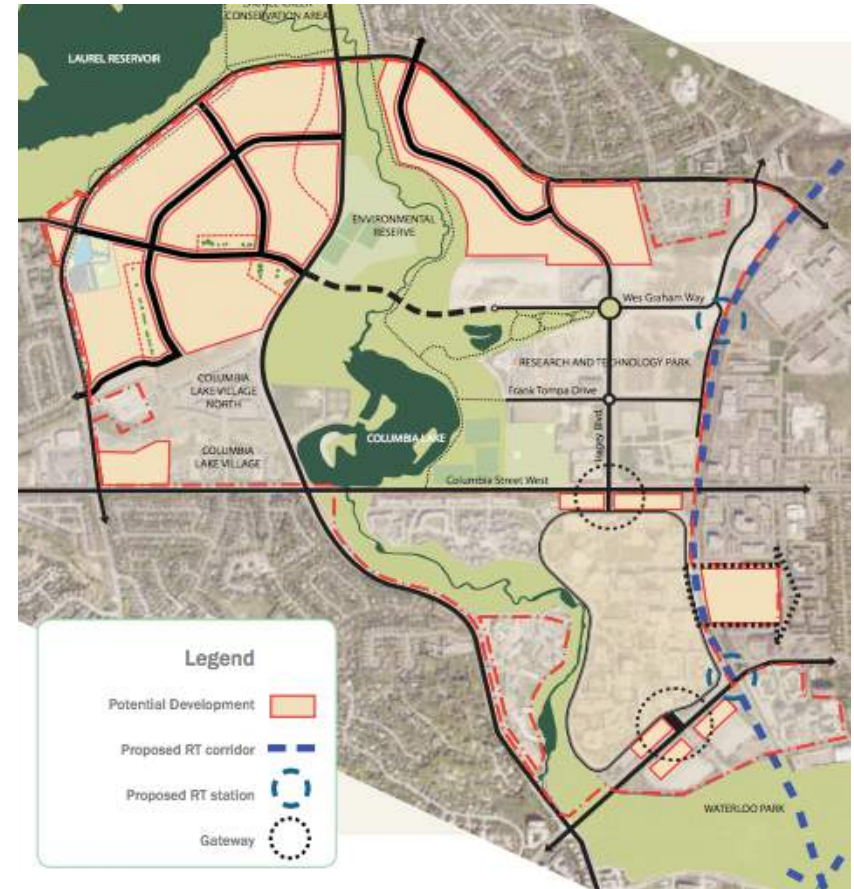 CONSERVATION AREA
LAUREL RESERVOIR
ENVIRONMENTAL
RESERVE
Wes Graham Way
RESEARCH AND TECHNOLOGY PARK
COLUMBIA
LAKE VILLAGE
NORTH
Frank Tompa Drive
Hagey Blvd.
COLUMBIA LAKE
COLUMBIA
LAKE VILLAGE
Columbia Street West
Legend
Potential Development
Proposed RT corridor
Proposed RT station
Gateway
WATERLOO PARK